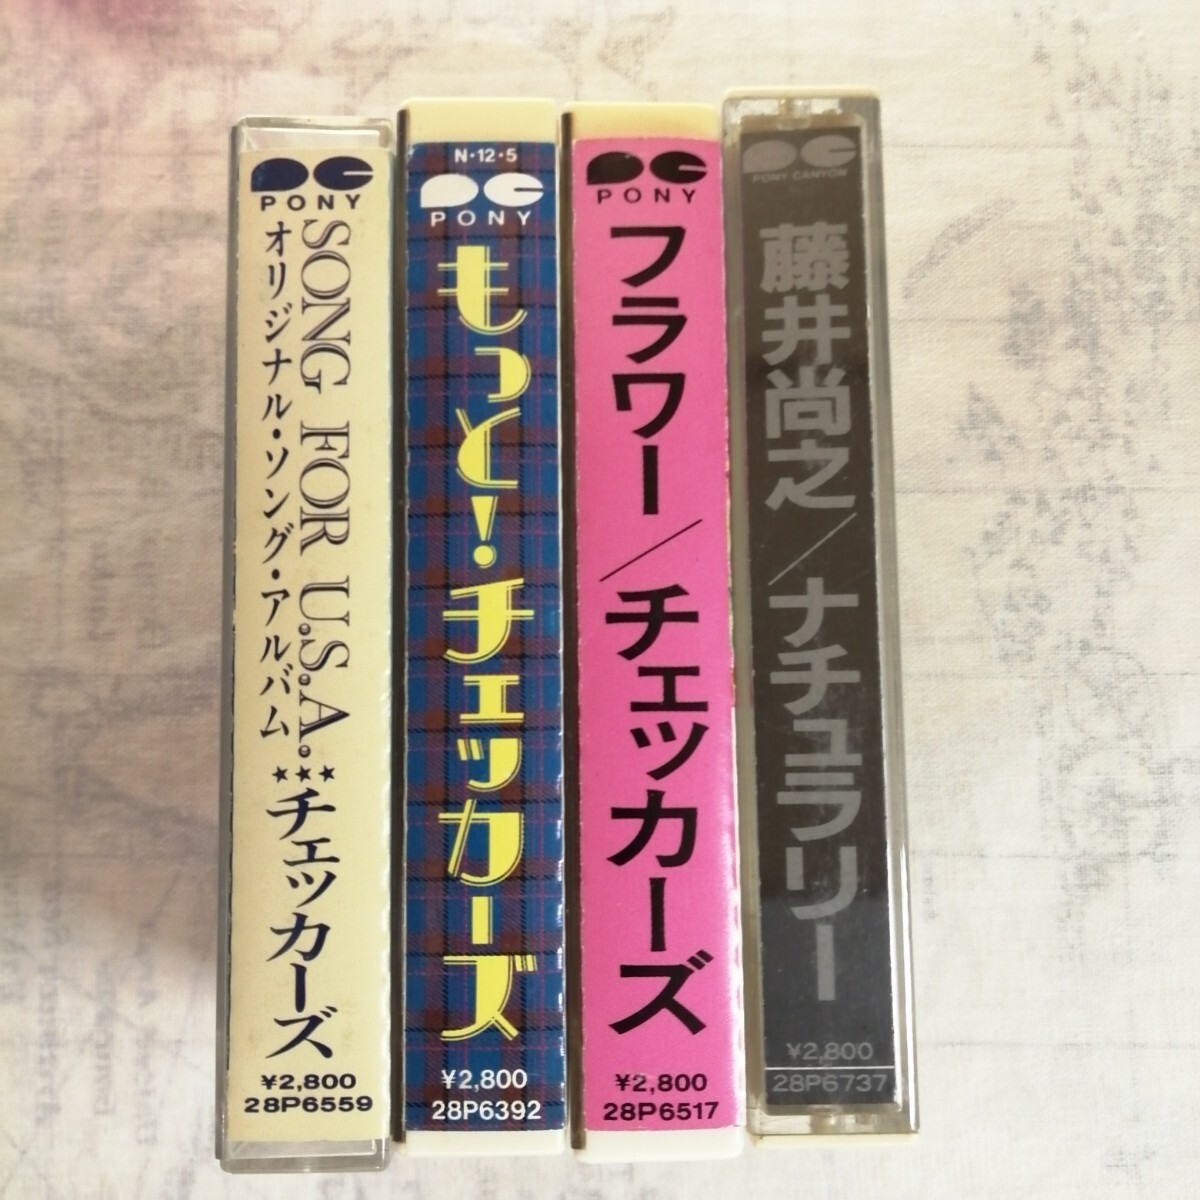 PONY
SONG FOR U.S.A.
オリジナル・ソング・アルバム
★★★チェッカーズ
¥2,800
28P6559
N・12・5
PONY
もっと!チェッカーズ
¥2,800
28P6392
PONY
フラワー/チェッカーズ
¥2,800
28P6517
PONY CANYON
藤井尚之/ナチュラリー
¥2,800
28P6737